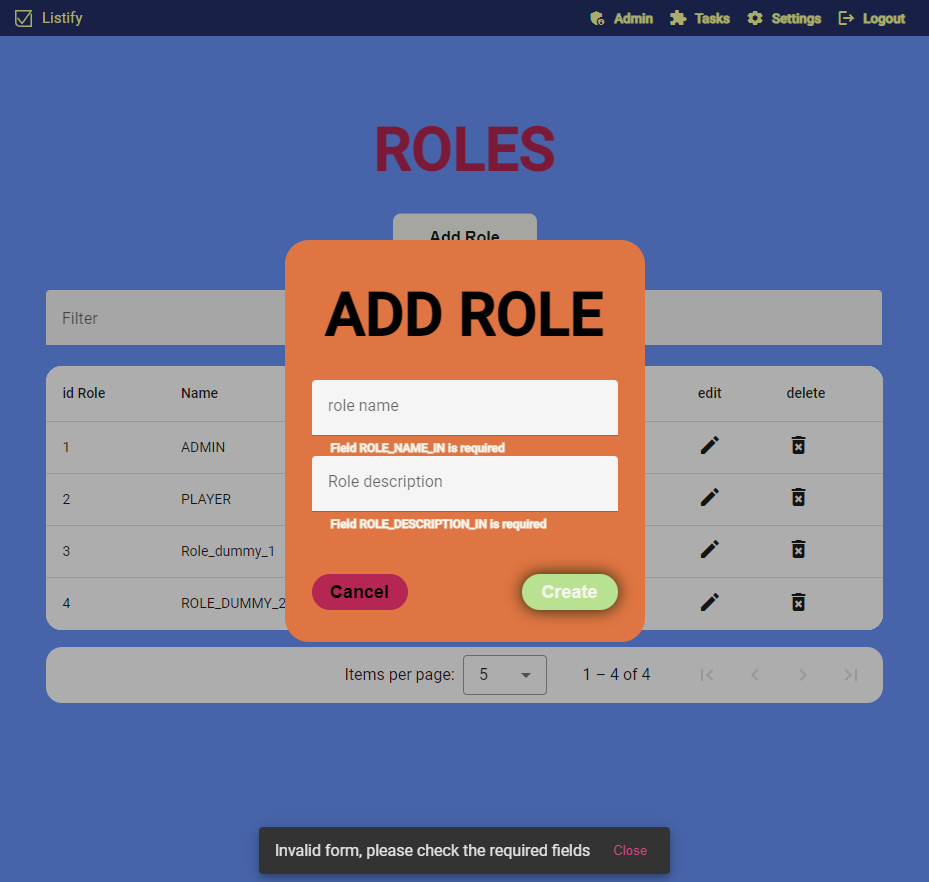 Listify
Admin Tasks Settings Logout
ROLES
Add Role
Filter
ADD ROLE
role name
Field ROLE_NAME_IN is required
Role description
Field ROLE_DESCRIPTION_IN is required
Cancel Create
id Role Name edit delete
1 ADMIN
2 PLAYER
3 Role_dummy_1
4 ROLE_DUMMY_2
Items per page: 5 1 – 4 of 4
Invalid form, please check the required fields Close